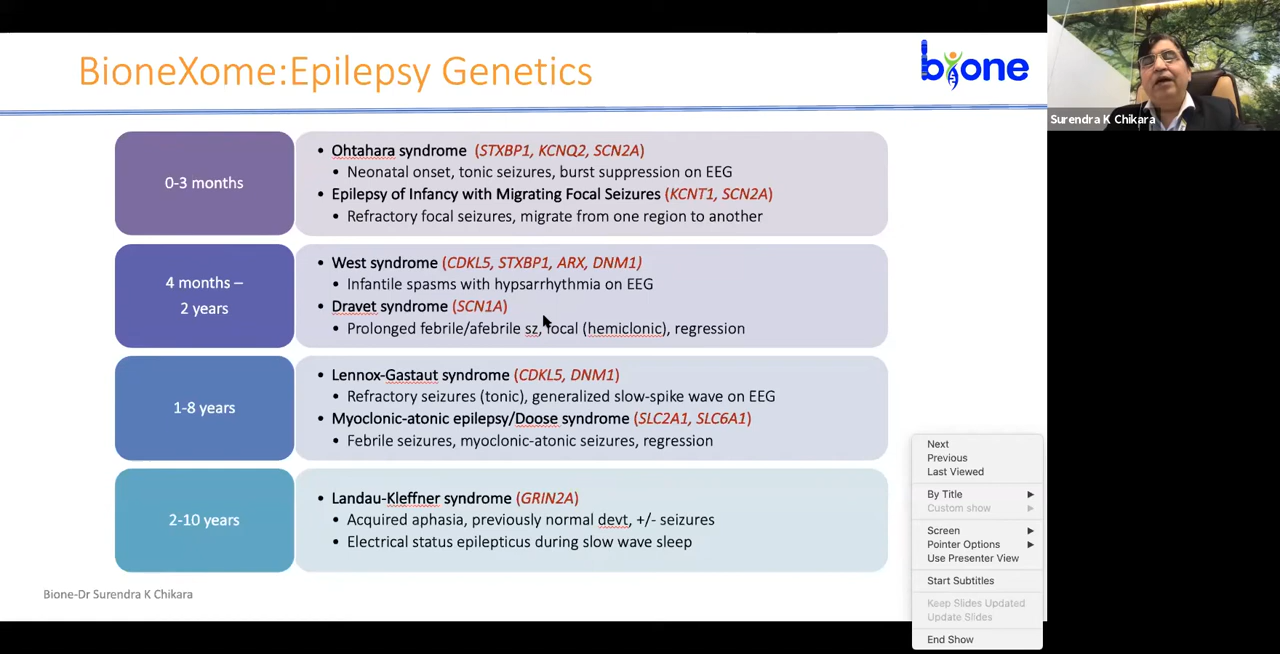 BioneXome:Epilepsy Genetics
bione
Surendra K Chikara
0-3 months
• Ohtahara syndrome (STXBP1, KCNQ2, SCN2A)
• Neonatal onset, tonic seizures, burst suppression on EEG
• Epilepsy of Infancy with Migrating Focal Seizures (KCNT1, SCN2A)
• Refractory focal seizures, migrate from one region to another
4 months –
2 years
• West syndrome (CDKL5, STXBP1, ARX, DNM1)
• Infantile spasms with hypsarrhythmia on EEG
• Dravet syndrome (SCN1A)
• Prolonged febrile/afebrile sz, focal (hemiclonic), regression
1-8 years
• Lennox-Gastaut syndrome (CDKL5, DNM1)
• Refractory seizures (tonic), generalized slow-spike wave on EEG
• Myoclonic-atonic epilepsy/Doose syndrome (SLC2A1, SLC6A1)
• Febrile seizures, myoclonic-atonic seizures, regression
2-10 years
• Landau-Kleffner syndrome (GRIN2A)
• Acquired aphasia, previously normal devt, +/- seizures
• Electrical status epilepticus during slow wave sleep
Bione-Dr Surendra K Chikara
Next
Previous
Last Viewed
By Title
Custom show
Screen
Pointer Options
Use Presenter View
Start Subtitles
Keep Slides Updated
Update Slides
End Show